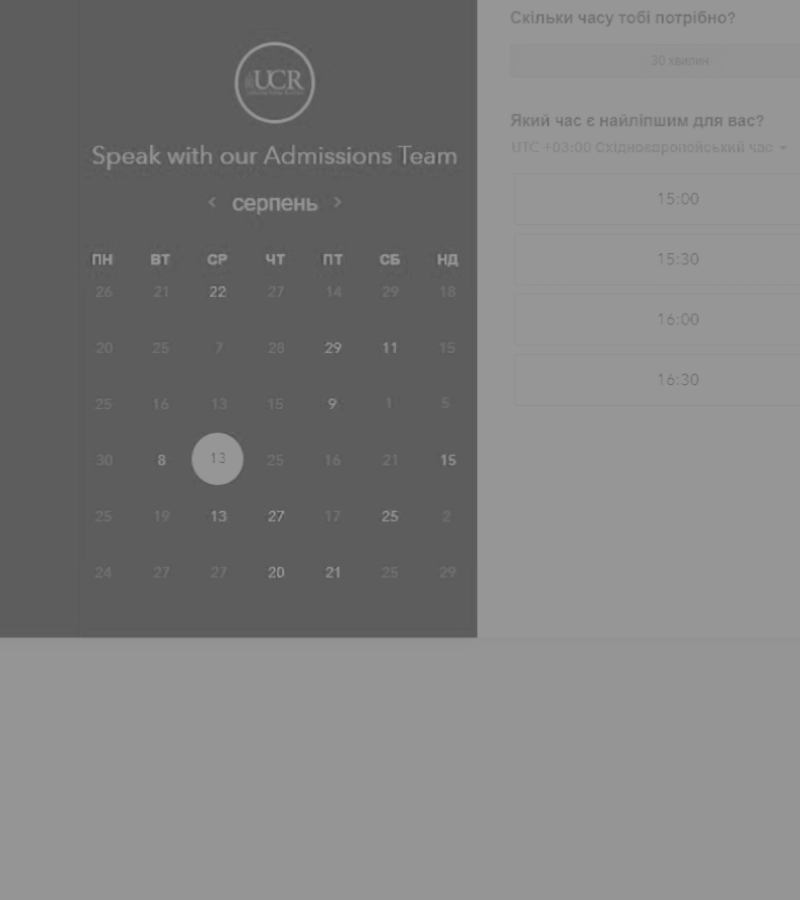 UCR
Speak with our Admissions Team
серпень
ПН ВТ СР ЧТ ПТ СБ НД
26 21 22 27 14 29 18
20 25 7 28 29 11 15
25 16 13 15 9 1 5
30 8 13 25 16 21 15
25 19 13 27 17 25 2
24 27 27 20 21 25 29
Скільки часу тобі потрібно?
30 хвилин
Який час є найліпшим для вас?
UTC +03:00 Східноєвропейський час
15:00
15:30
16:00
16:30